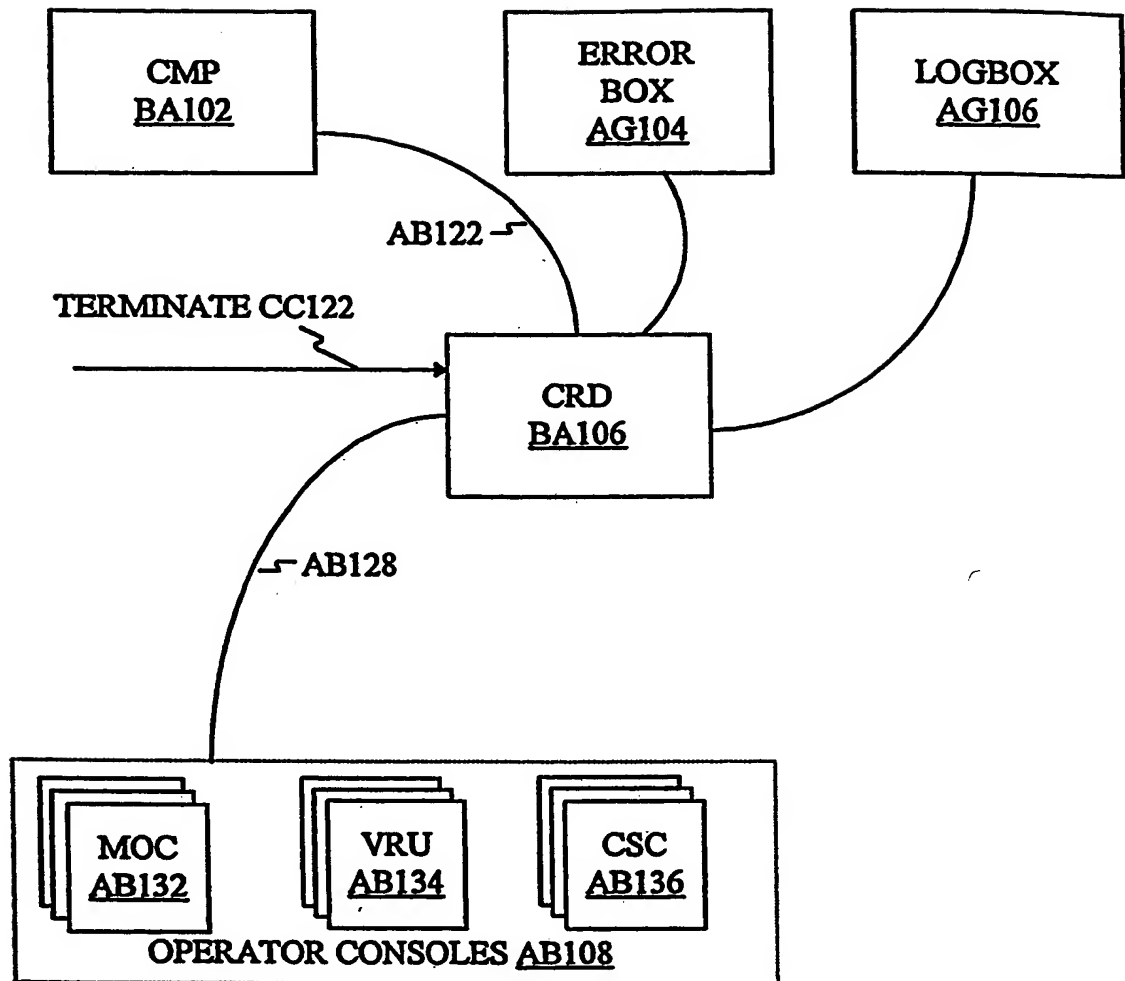 CMP
BA102
ERROR
BOX
AG104
LOGBOX
AG106
AB122
TERMINATE CC122
CRD
BA106
AB128
MOC
AB132
VRU
AB134
CSC
AB136
OPERATOR CONSOLES AB108